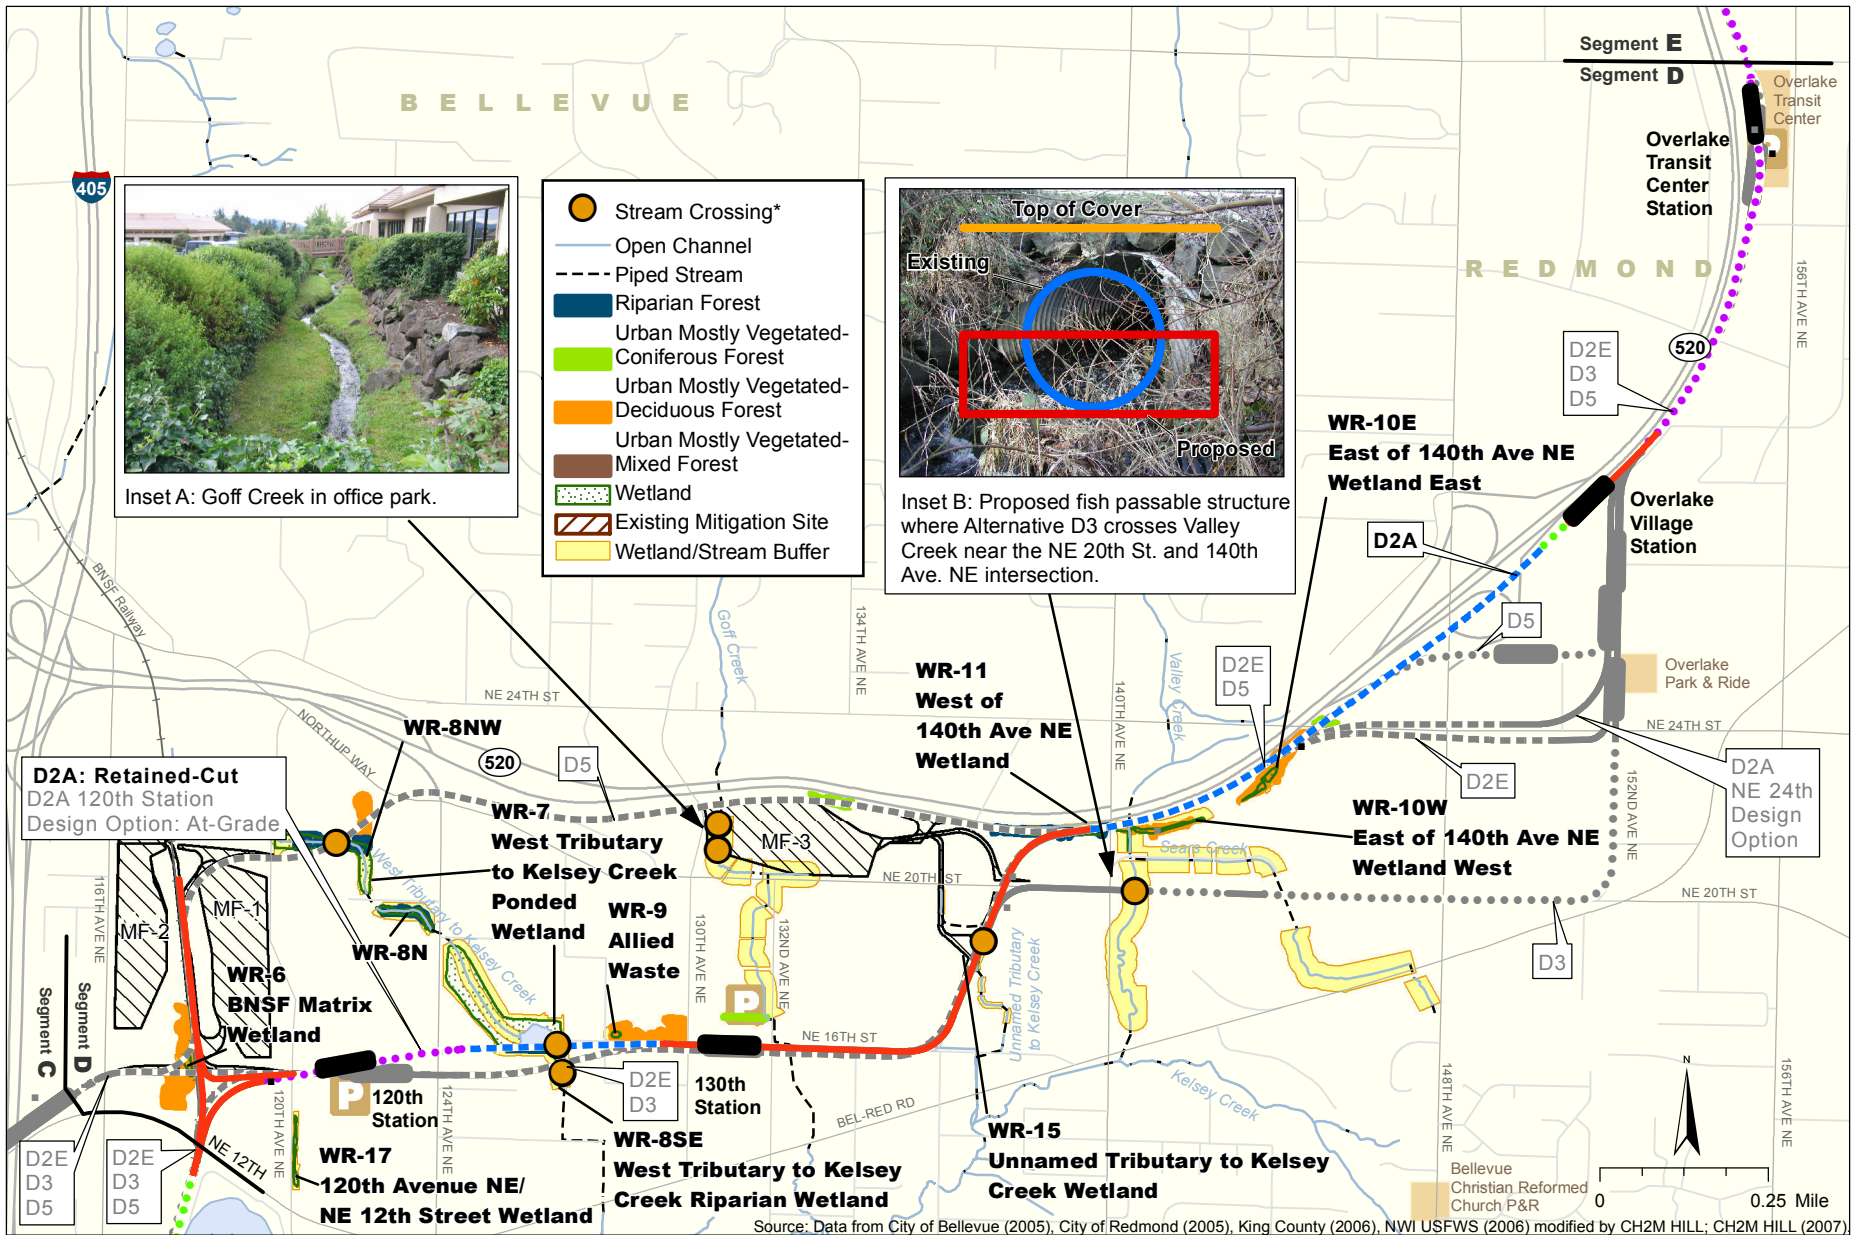 Segment E
Segment D
Overlake
Transit
Center
BELLEVUE
Overlake
Transit
Center
Station
405
Stream Crossing*
Open Channel
Piped Stream
Riparian Forest
Urban Mostly Vegetated-
Coniferous Forest
Urban Mostly Vegetated-
Deciduous Forest
Urban Mostly Vegetated-
Mixed Forest
Wetland
Existing Mitigation Site
Wetland/Stream Buffer
Top of Cover
Existing
Proposed
Inset A: Goff Creek in office park.
Inset B: Proposed fish passable structure
where Alternative D3 crosses Valley
Creek near the NE 20th St. and 140th
Ave. NE intersection.
REDMOND
156TH AVE NE
520
D2E
D3
D5
WR-10E
East of 140th Ave NE
Wetland East
Overlake
Village
Station
D2A
D5
BNSF Railway
Goff Creek
134TH AVE NE
Valley Creek
140TH AVE NE
WR-11
West of
140th Ave NE
Wetland
D2E
D5
Overlake
Park & Ride
NE 24TH ST
NE 24TH ST
NORTHUP WAY
WR-8NW
520
D5
D2E
D2A
NE 24th
Design
Option
152ND AVE NE
D2A: Retained-Cut
D2A 120th Station
Design Option: At-Grade
WR-7
West Tributary
to Kelsey Creek
Ponded
Wetland
MF-3
WR-10W
East of 140th Ave NE
Wetland West
Sears Creek
NE 20TH ST
NE 20TH ST
116TH AVE NE
MF-1
MF-2
West Tributary to Kelsey Creek
WR-8N
WR-9
Allied
Waste
130TH AVE NE
132ND AVE NE
Unnamed Tributary
to Kelsey Creek
D3
WR-6
BNSF Matrix
Wetland
Segment C
Segment D
P
NE 16TH ST
P
120th
Station
124TH AVE NE
120TH AVE NE
D2E
D3
130th
Station
BEL-RED RD
Kelsey Creek
148TH AVE NE
156TH AVE NE
N
NE 12TH
D2E
D3
D5
D2E
D3
D5
WR-17
120th Avenue NE/
NE 12th Street Wetland
WR-8SE
West Tributary to Kelsey
Creek Riparian Wetland
WR-15
Unnamed Tributary to Kelsey
Creek Wetland
Bellevue
Christian Reformed
Church P&R
0 0.25 Mile
Source: Data from City of Bellevue (2005), City of Redmond (2005), King County (2006), NWI USFWS (2006) modified by CH2M HILL; CH2M HILL (2007).